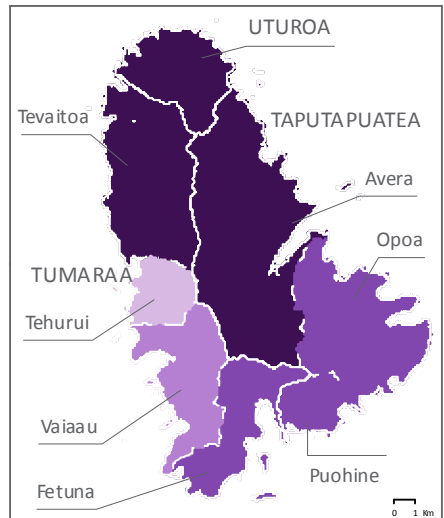 UTUROA
Tevaitoa
TAPUTAPUATEA
Avera
Opoa
TUMARAA
Tehurui
Vaiaau
Puohine
Fetuna
0 1 Km